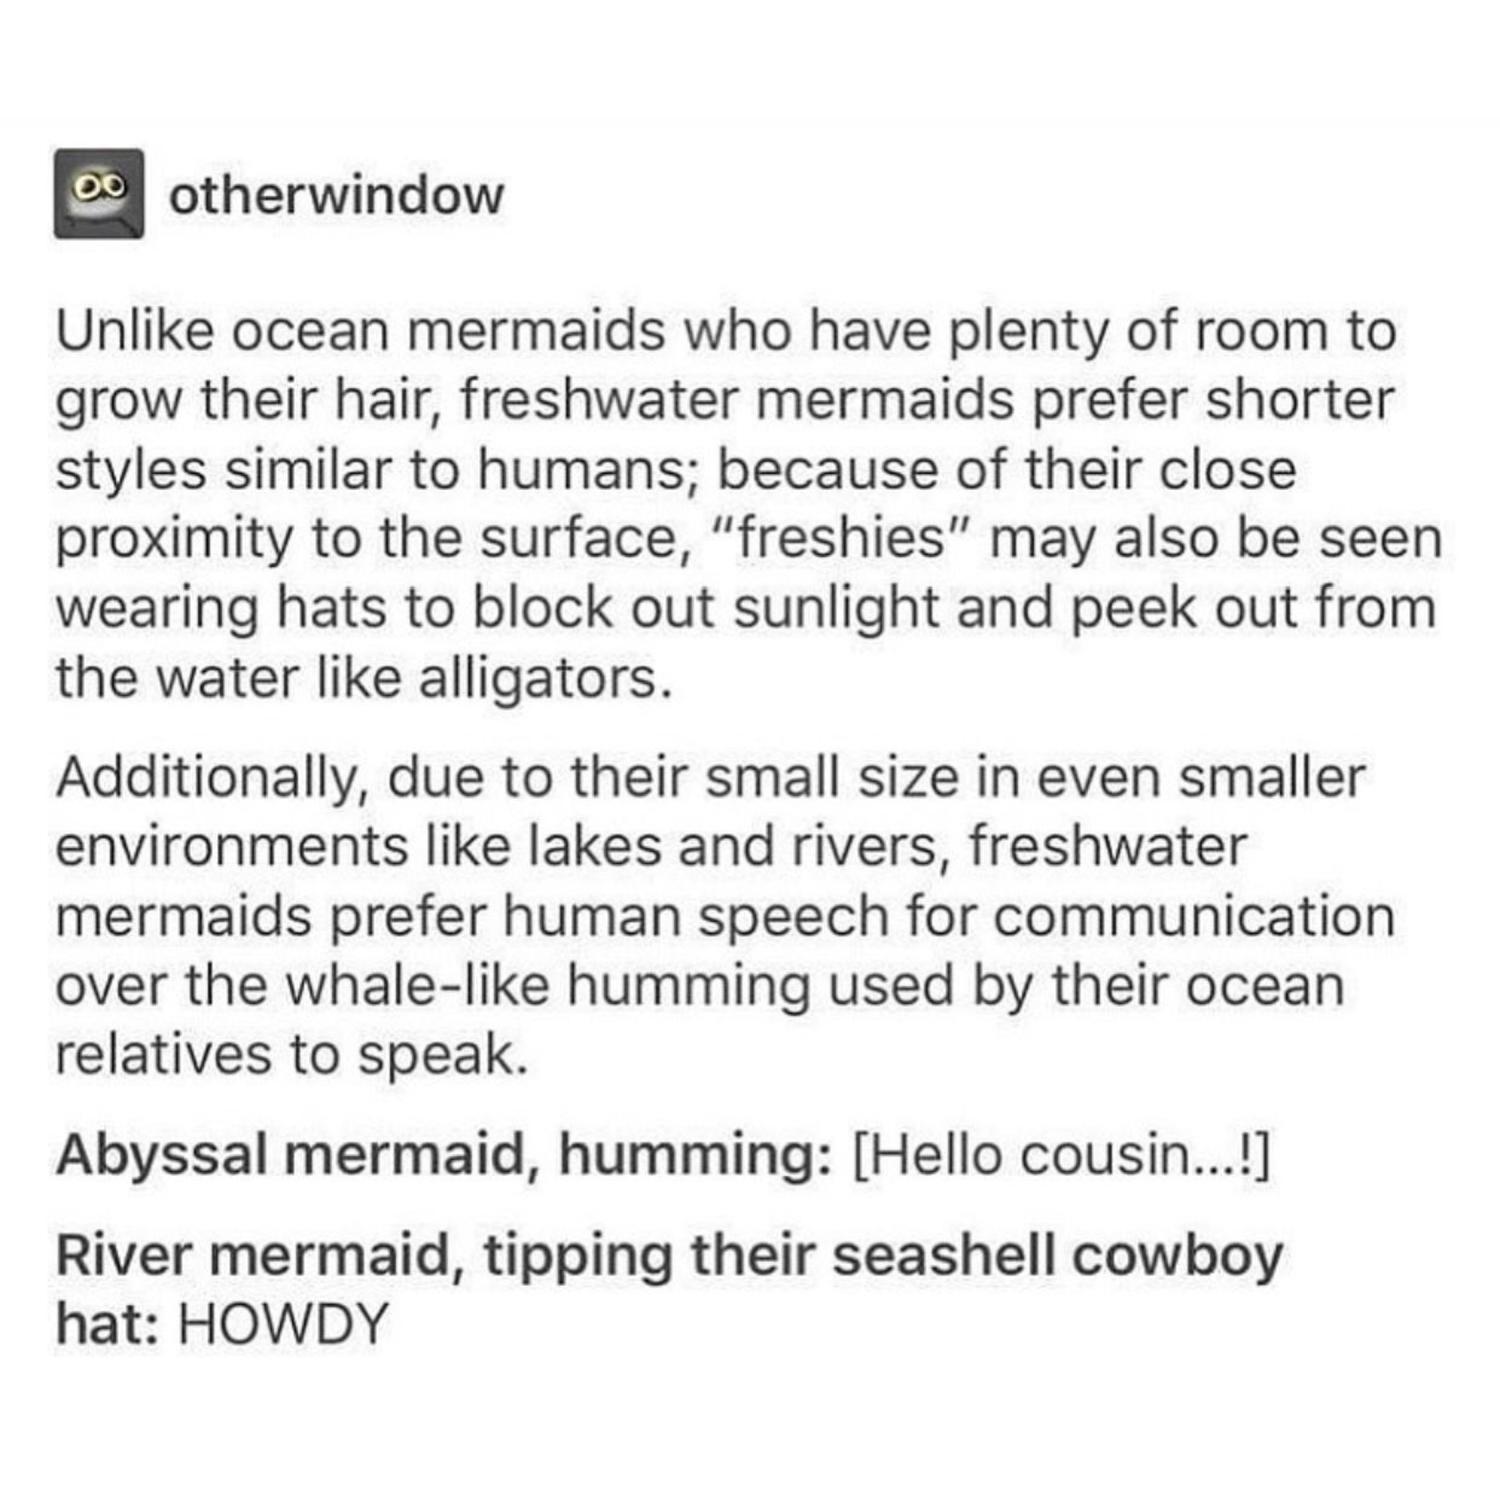 otherwindow
Unlike ocean mermaids who have plenty of room to
grow their hair, freshwater mermaids prefer shorter
styles similar to humans; because of their close
proximity to the surface, “freshies” may also be seen
wearing hats to block out sunlight and peek out from
the water like alligators.
Additionally, due to their small size in even smaller
environments like lakes and rivers, freshwater
mermaids prefer human speech for communication
over the whale-like humming used by their ocean
relatives to speak.
Abyssal mermaid, humming: [Hello cousin...!]
River mermaid, tipping their seashell cowboy
hat: HOWDY